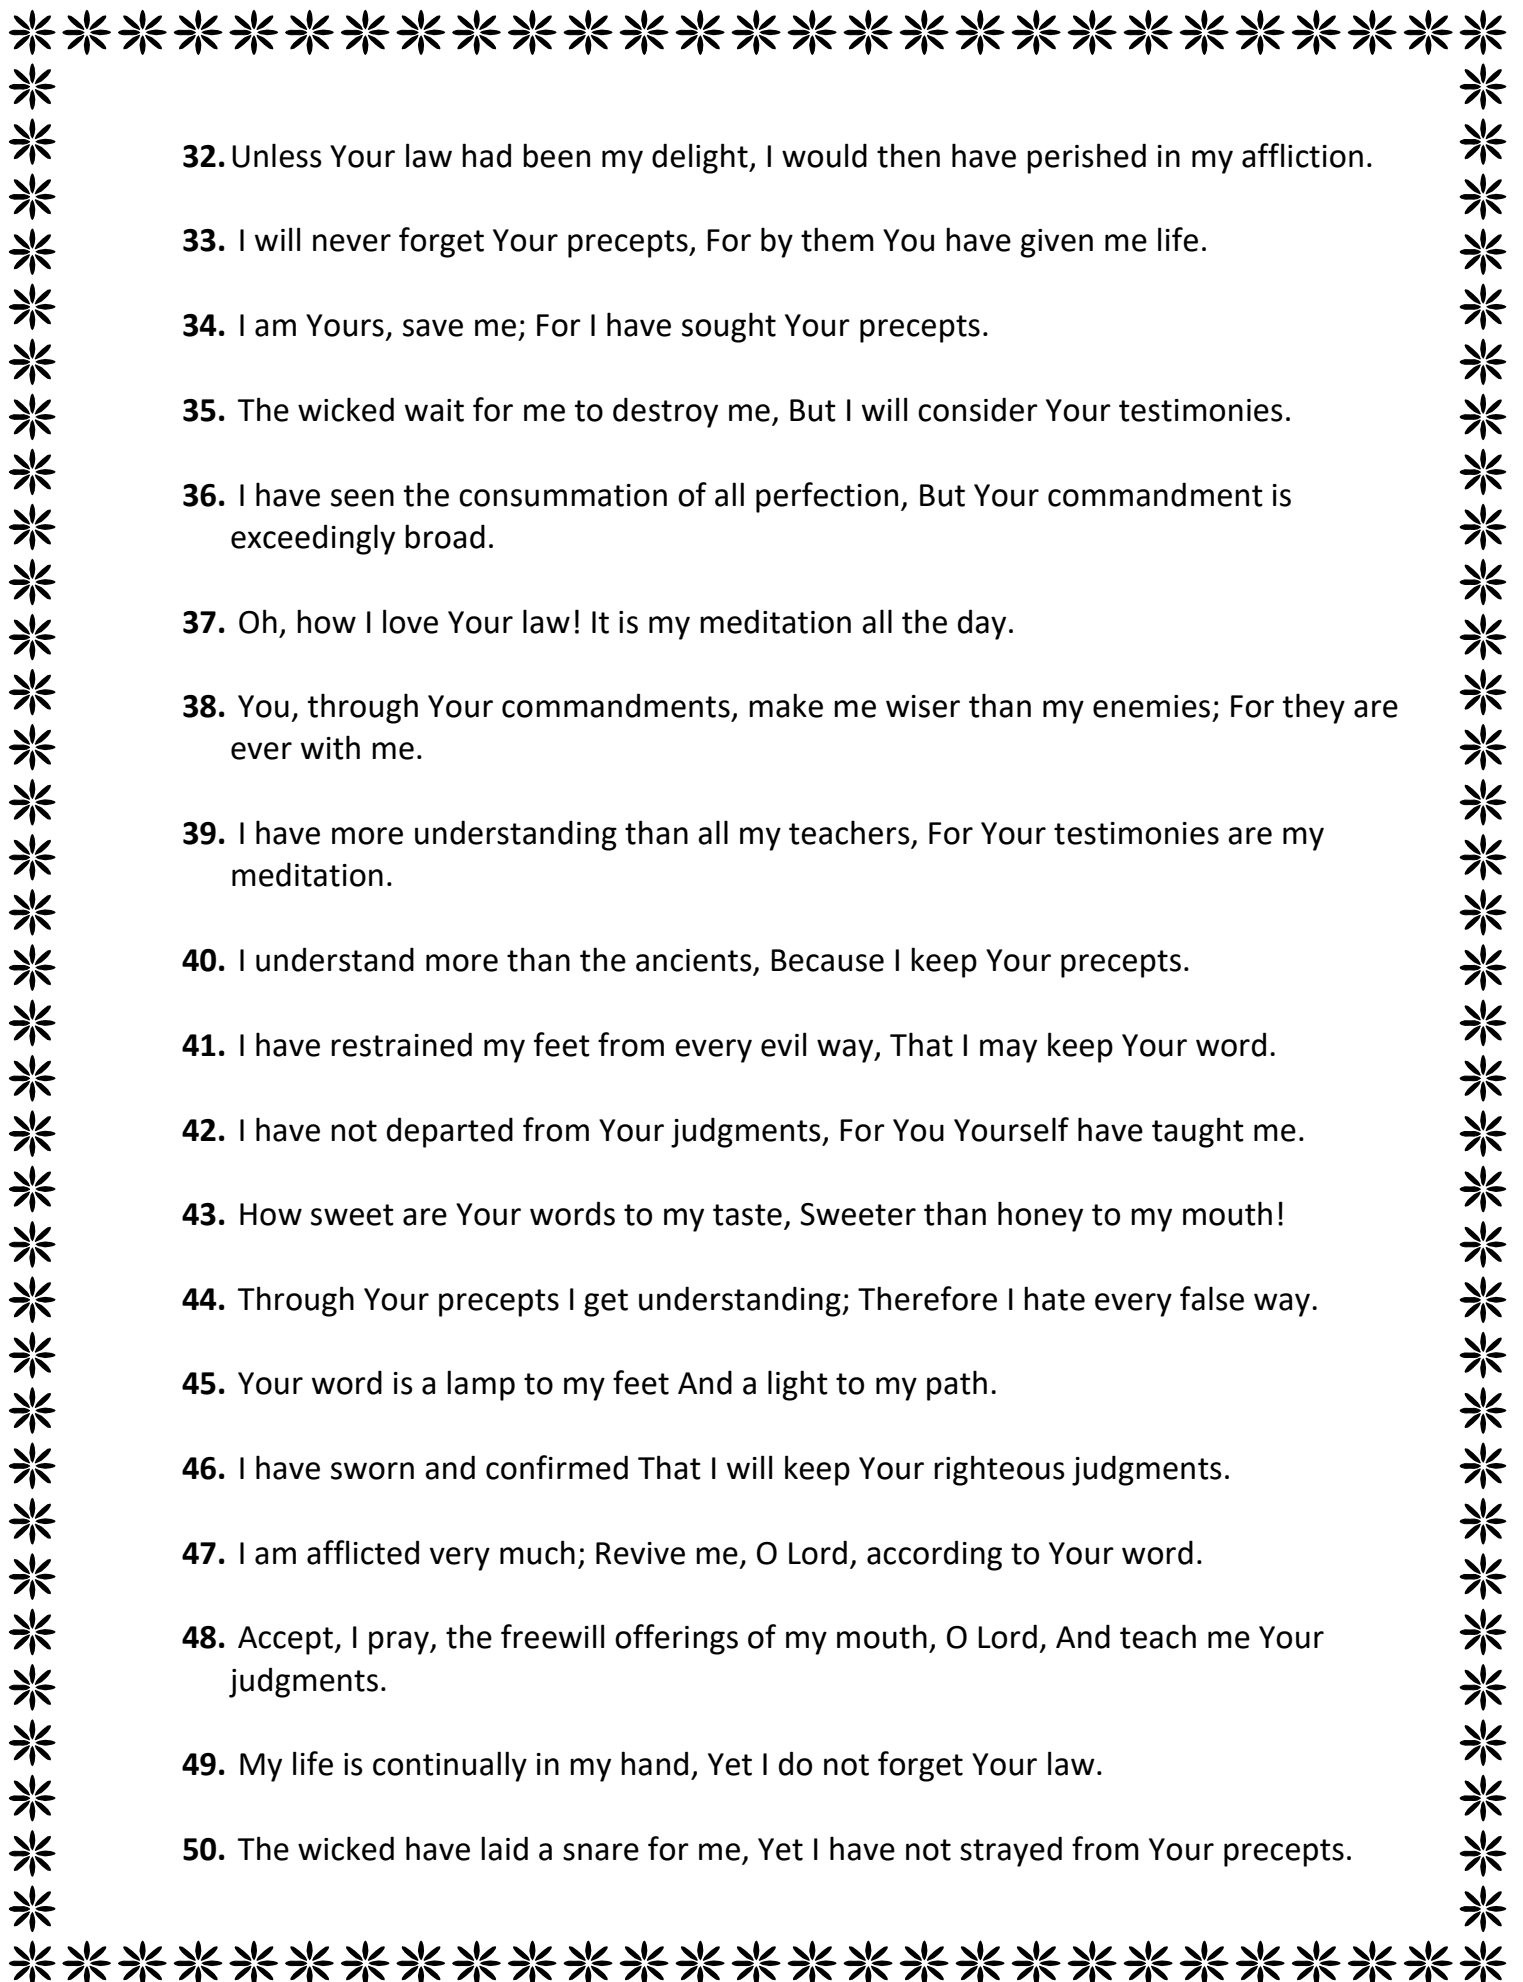 32. Unless Your law had been my delight, I would then have perished in my affliction.
33. I will never forget Your precepts, For by them You have given me life.
34. I am Yours, save me; For I have sought Your precepts.
35. The wicked wait for me to destroy me, But I will consider Your testimonies.
36. I have seen the consummation of all perfection, But Your commandment is
exceedingly broad.
37. Oh, how I love Your law! It is my meditation all the day.
38. You, through Your commandments, make me wiser than my enemies; For they are
ever with me.
39. I have more understanding than all my teachers, For Your testimonies are my
meditation.
40. I understand more than the ancients, Because I keep Your precepts.
41. I have restrained my feet from every evil way, That I may keep Your word.
42. I have not departed from Your judgments, For You Yourself have taught me.
43. How sweet are Your words to my taste, Sweeter than honey to my mouth!
44. Through Your precepts I get understanding; Therefore I hate every false way.
45. Your word is a lamp to my feet And a light to my path.
46. I have sworn and confirmed That I will keep Your righteous judgments.
47. I am afflicted very much; Revive me, O Lord, according to Your word.
48. Accept, I pray, the freewill offerings of my mouth, O Lord, And teach me Your
judgments.
49. My life is continually in my hand, Yet I do not forget Your law.
50. The wicked have laid a snare for me, Yet I have not strayed from Your precepts.